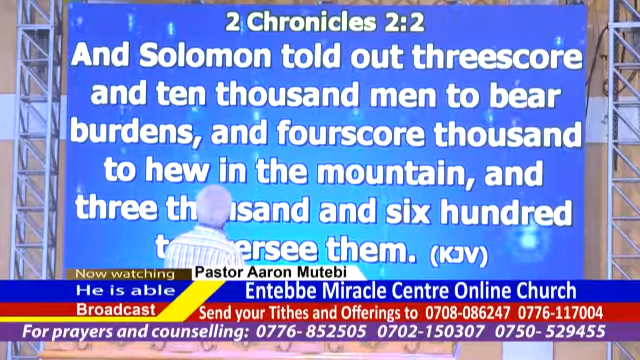 2 Chronicles 2:2
And Solomon told out threescore
and ten thousand men to bear
burdens, and fourscore thousand
to hew in the mountain, and
three thousand and six hundred
to oversee them. (KJV)
Now watching Pastor Aaron Mutebi
He is able Entebbe Miracle Centre Online Church
Broadcast Send your Tithes and Offerings to 0708-086247 0776-117004
For prayers and counselling: 0776- 852505 0702-150307 0750- 529455